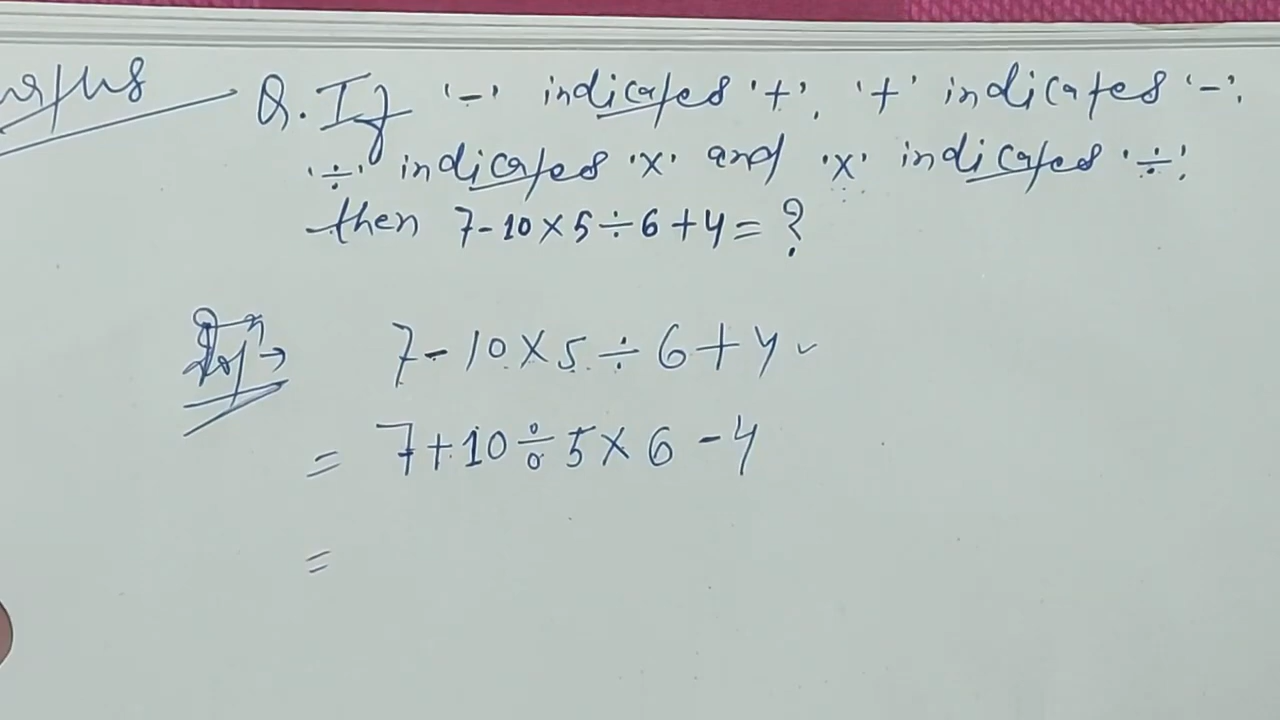 Q. If '-' indicates '+', '+' indicates '-',
'÷' indicates 'x' and 'x' indicates '÷',
then 7-10×5÷6+4=?
7-10×5÷6+4
= 7+10÷5×6-4
=